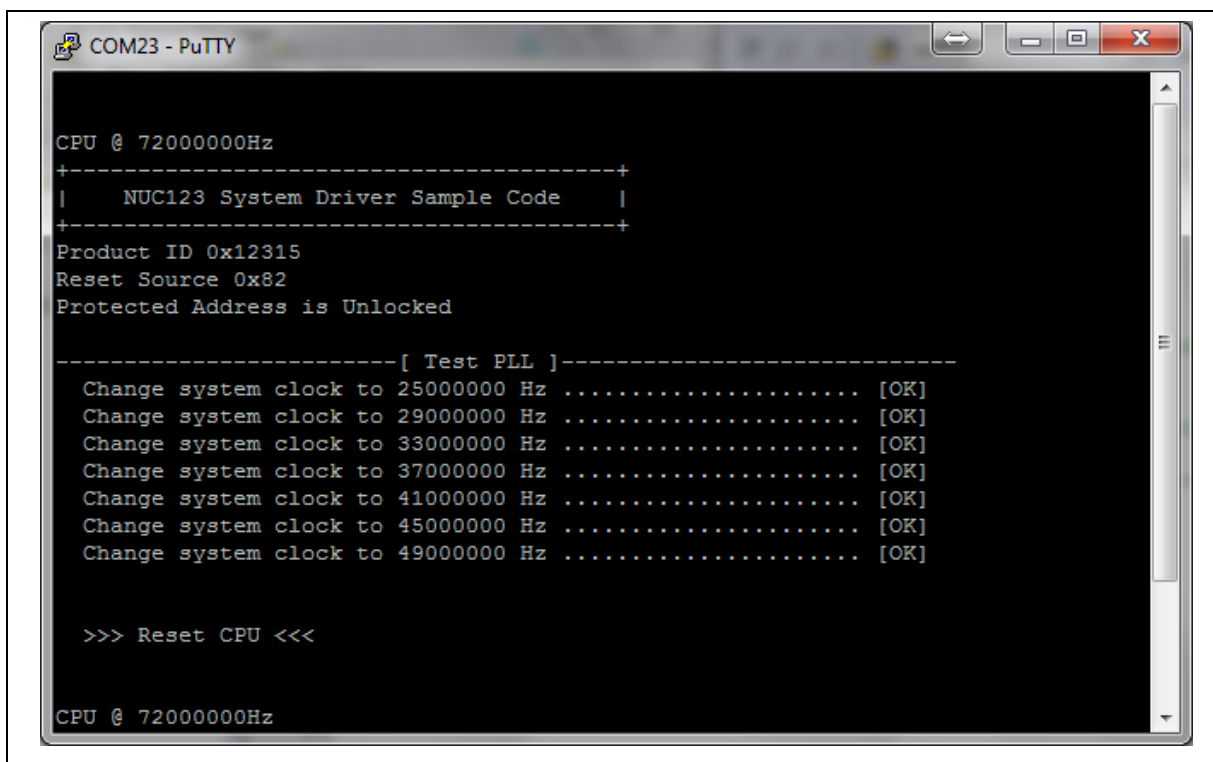 COM23 - PuTTY
CPU @ 72000000Hz
+-----------------------------------------+
|    NUC123 System Driver Sample Code    |
+-----------------------------------------+
Product ID 0x12315
Reset Source 0x82
Protected Address is Unlocked
-------------------------[ Test PLL ]-----------------------------
Change system clock to 25000000 Hz ...................... [OK]
Change system clock to 29000000 Hz ...................... [OK]
Change system clock to 33000000 Hz ...................... [OK]
Change system clock to 37000000 Hz ...................... [OK]
Change system clock to 41000000 Hz ...................... [OK]
Change system clock to 45000000 Hz ...................... [OK]
Change system clock to 49000000 Hz ...................... [OK]
>>> Reset CPU <<<
CPU @ 72000000Hz